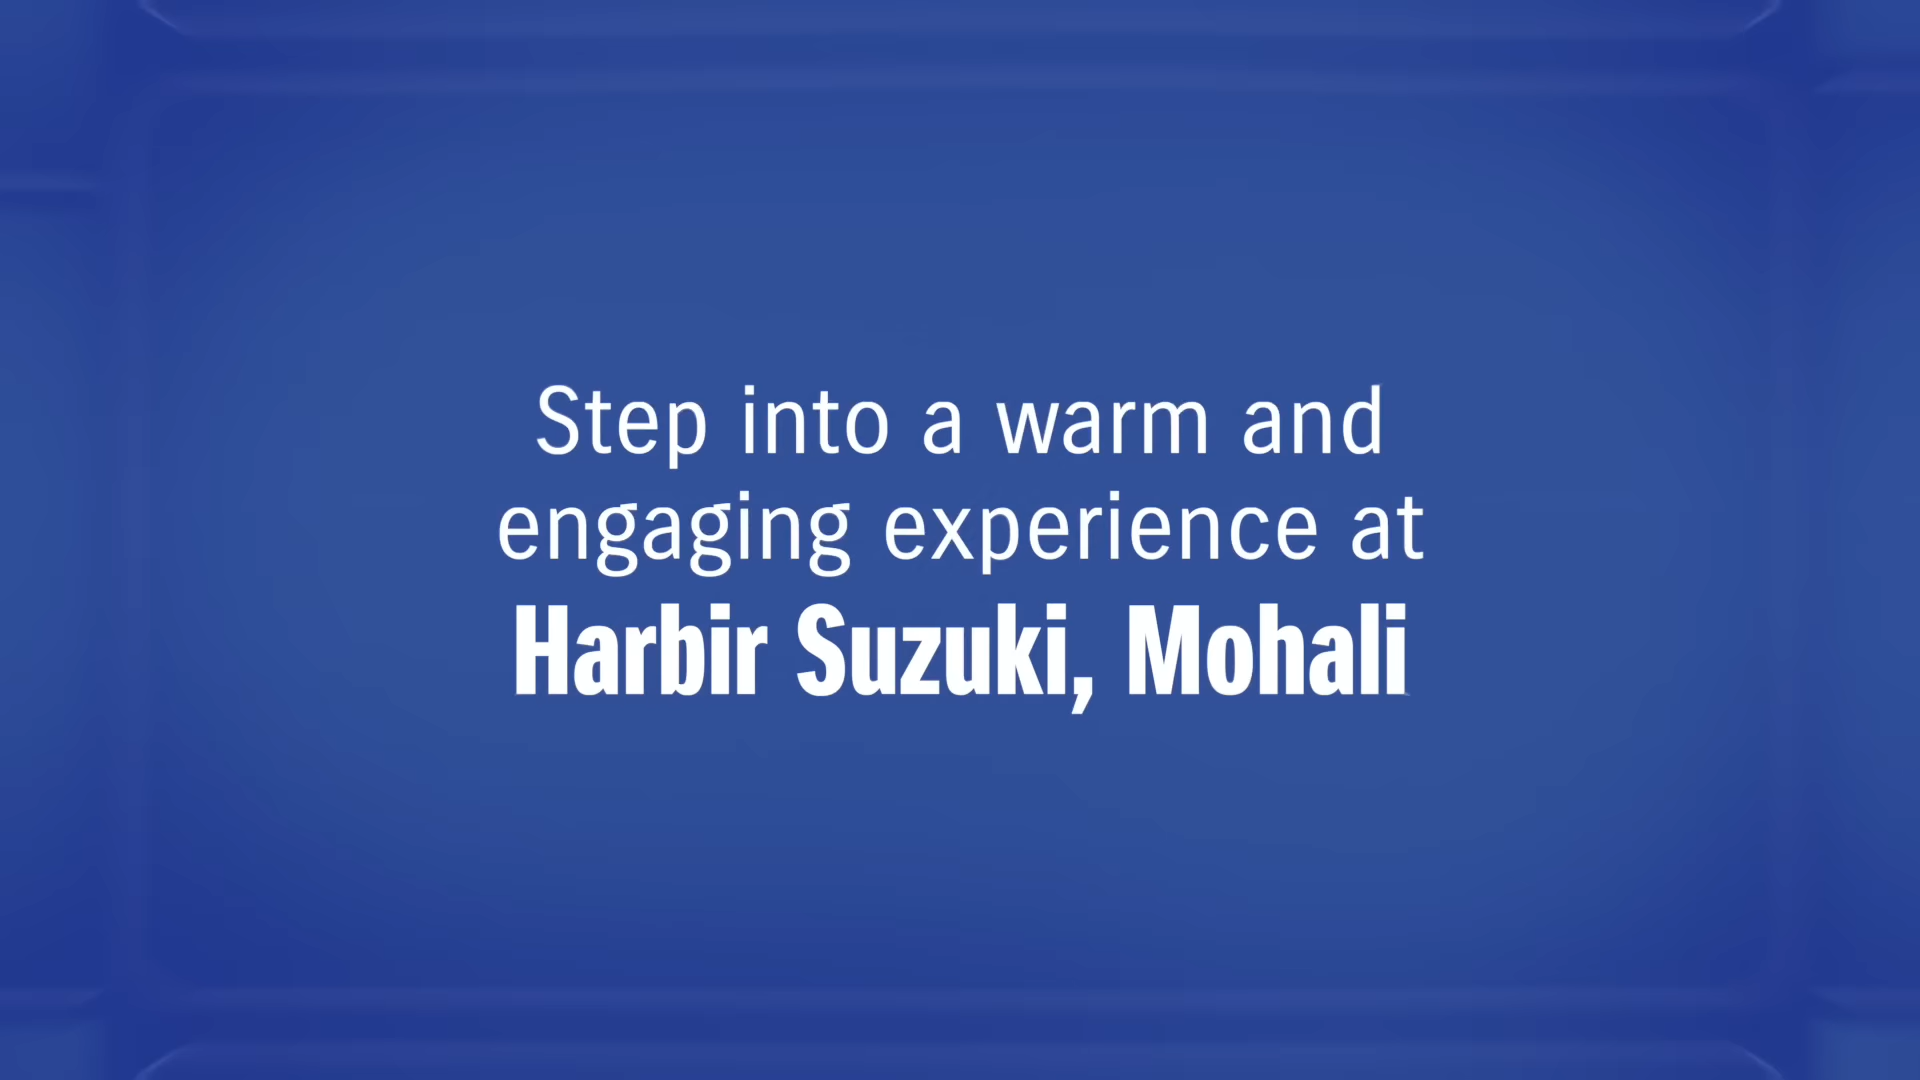 Step into a warm and
engaging experience at
Harbir Suzuki, Mohali